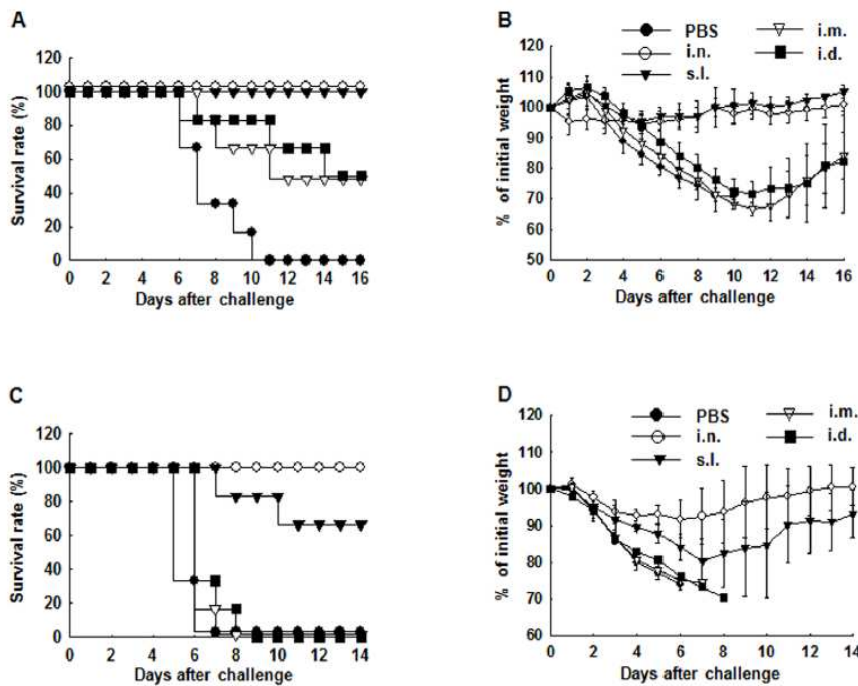 A
Survival rate (%)
120
100
80
60
40
20
0
0 2 4 6 8 10 12 14 16
Days after challenge
B
PBS
i.n.
s.l.
i.m.
i.d.
% of initial weight
120
110
100
90
80
70
60
50
0 2 4 6 8 10 12 14 16
Days after challenge
C
Survival rate (%)
120
100
80
60
40
20
0
0 2 4 6 8 10 12 14
Days after challenge
D
PBS
i.n.
s.l.
i.m.
i.d.
% of initial weight
120
110
100
90
80
70
60
0 2 4 6 8 10 12 14
Days after challenge